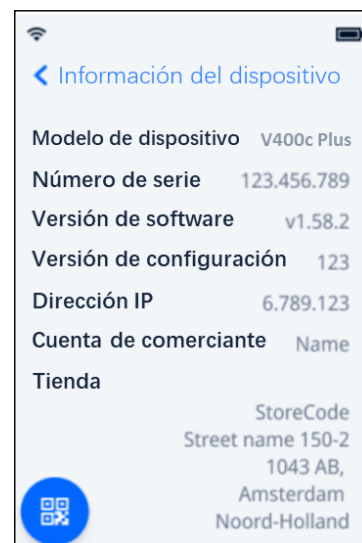 Información del dispositivo
Modelo de dispositivo V400c Plus
Número de serie 123.456.789
Versión de software v1.58.2
Versión de configuración 123
Dirección IP 6.789.123
Cuenta de comerciante Name
Tienda
StoreCode
Street name 150-2
1043 AB,
Amsterdam
Noord-Holland